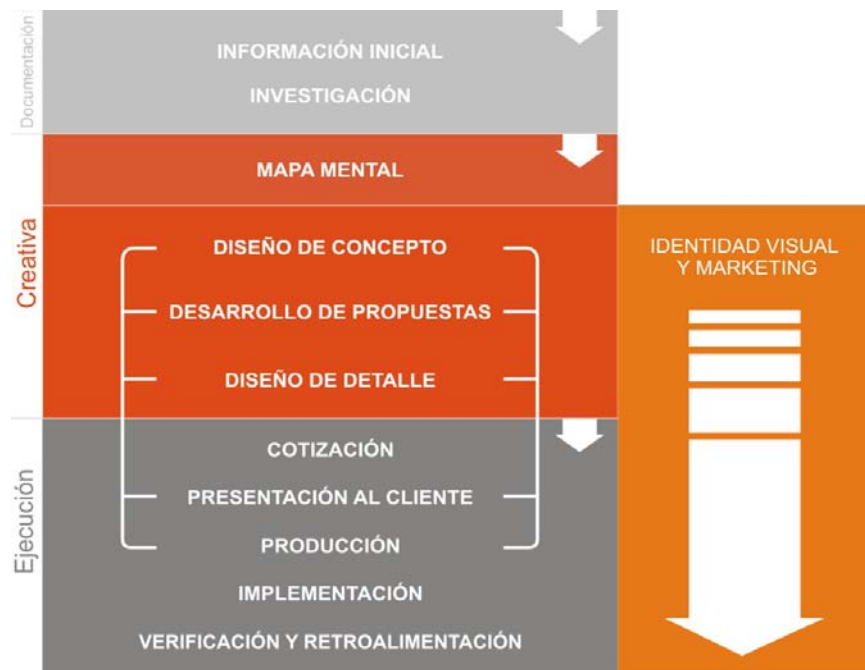 Documentación
INFORMACIÓN INICIAL
INVESTIGACIÓN
Creativa
MAPA MENTAL
DISEÑO DE CONCEPTO
DESARROLLO DE PROPUESTAS
DISEÑO DE DETALLE
IDENTIDAD VISUAL
Y MARKETING
Ejecución
COTIZACIÓN
PRESENTACIÓN AL CLIENTE
PRODUCCIÓN
IMPLEMENTACIÓN
VERIFICACIÓN Y RETROALIMENTACIÓN